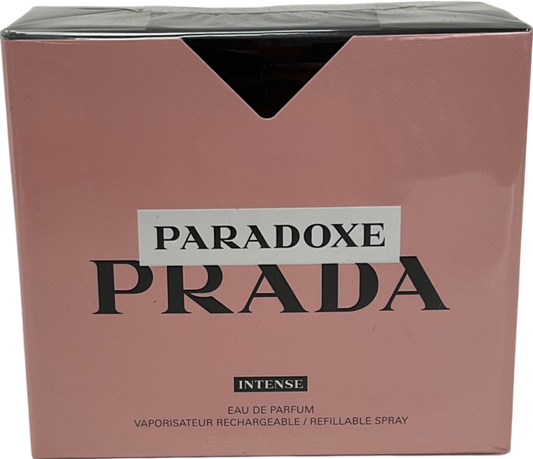 PARADOXE
PRADA
INTENSE
EAU DE PARFUM
VAPORISATEUR RECHARGEABLE / REFILLABLE SPRAY